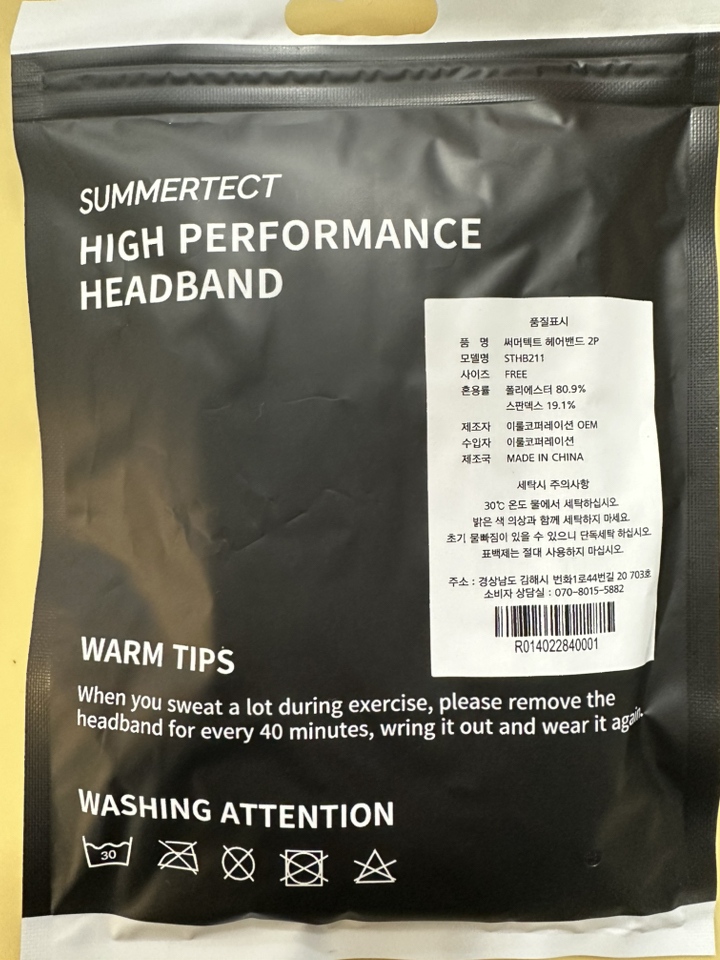 SUMMERTECT
HIGH PERFORMANCE
HEADBAND
품질표시
품 명 써머텍트 헤어밴드 2P
모델명 STHB211
사이즈 FREE
혼용률 폴리에스터 80.9%
스판덱스 19.1%
제조자 이룰코퍼레이션 OEM
수입자 이룰코퍼레이션
제조국 MADE IN CHINA
세탁시 주의사항
30℃ 온도 물에서 세탁하십시오.
밝은 색 의상과 함께 세탁하지 마세요.
초기 물빠짐이 있을 수 있으니 단독세탁 하십시오.
표백제는 절대 사용하지 마십시오.
주소 : 경상남도 김해시 번화1로44번길 20 703호
소비자 상담실 : 070-8015-5882
R014022840001
WARM TIPS
When you sweat a lot during exercise, please remove the
headband for every 40 minutes, wring it out and wear it again.
WASHING ATTENTION
30